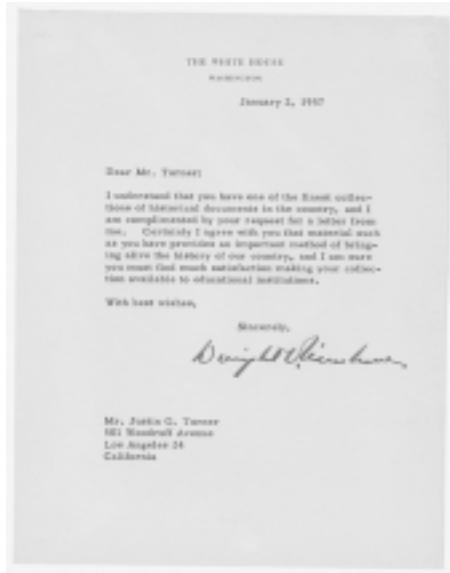 THE WHITE HOUSE
WASHINGTON
January 2, 1957
Dear Mr. Turner:
I understand that you have one of the finest collec-
tions of historical documents in the country, and I
am complimented by your request for a letter from
me. Certainly I agree with you that material such
as you have provides an important method of bring-
ing alive the history of our country, and I am sure
you must find much satisfaction making your collec-
tion available to educational institutions.
With best wishes,
Sincerely,
Dwight D. Eisenhower
Mr. Justin G. Turner
Woodruff Avenue
Los Angeles 24
California